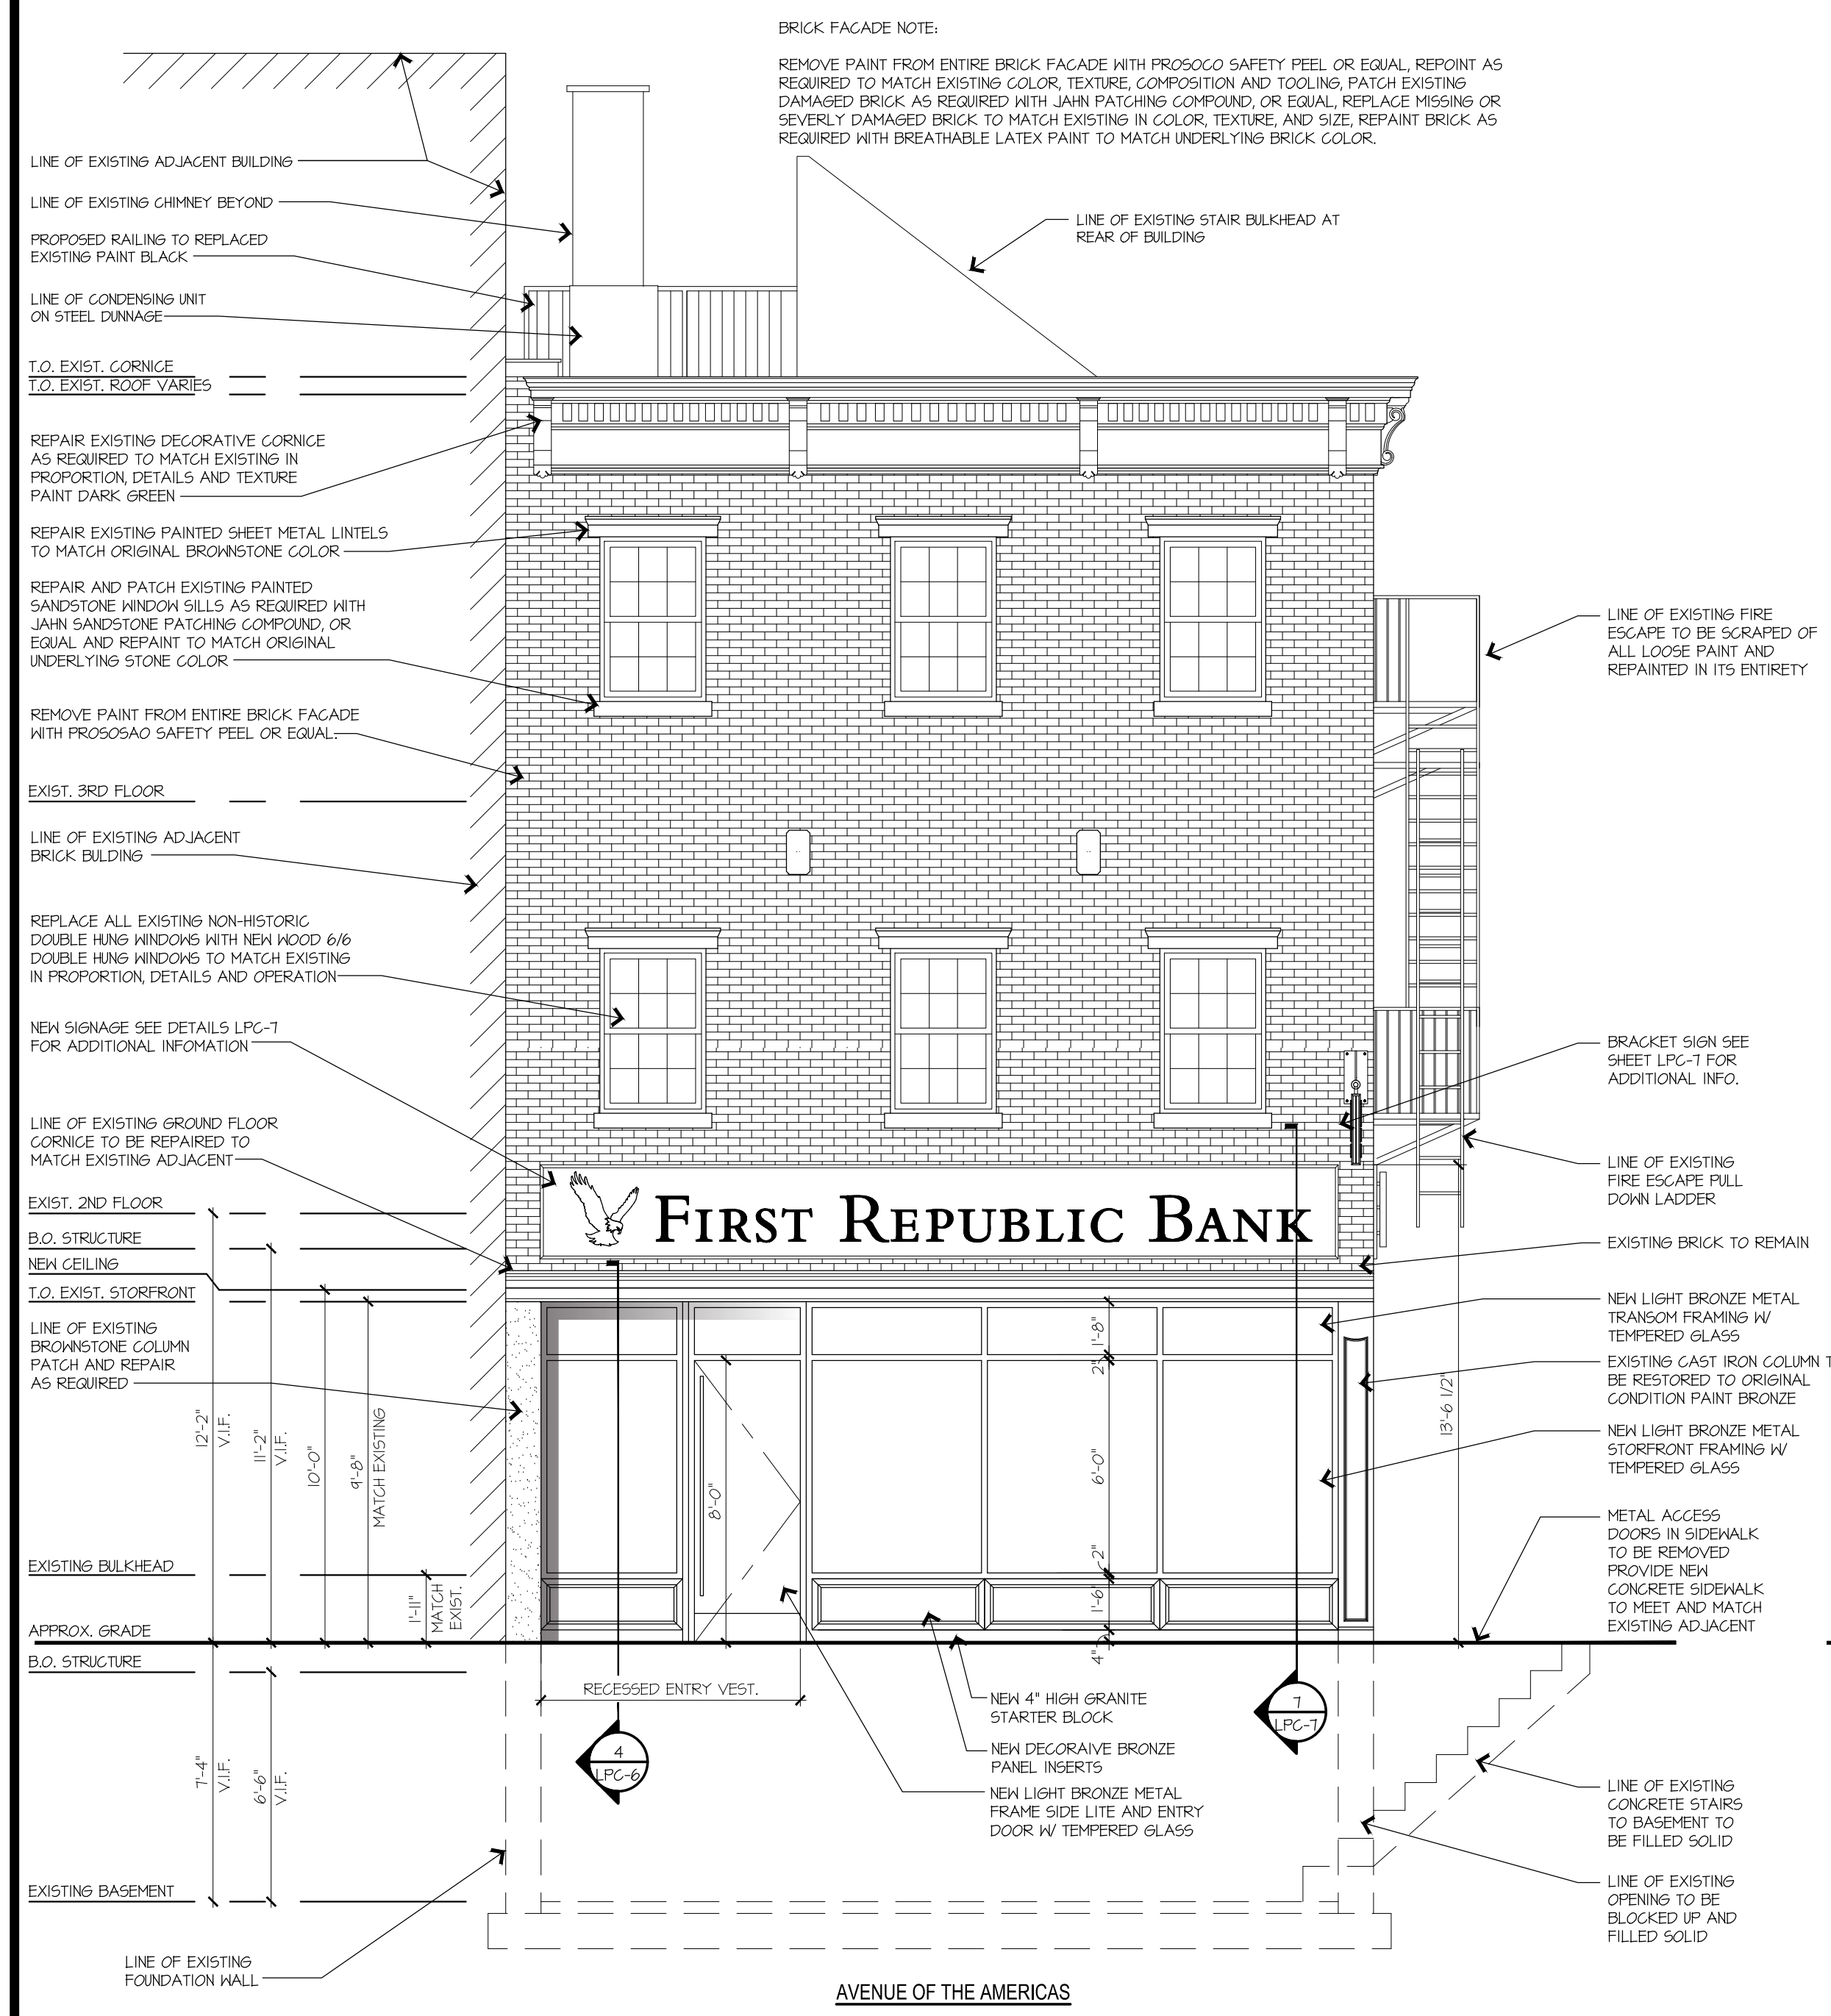 BRICK FACADE NOTE:
REMOVE PAINT FROM ENTIRE BRICK FACADE WITH PROSOCO SAFETY PEEL OR EQUAL, REPOINT AS
REQUIRED TO MATCH EXISTING COLOR, TEXTURE, COMPOSITION AND TOOLING, PATCH EXISTING
DAMAGED BRICK AS REQUIRED WITH JAHN PATCHING COMPOUND, OR EQUAL, REPLACE MISSING OR
SEVERLY DAMAGED BRICK TO MATCH EXISTING IN COLOR, TEXTURE, AND SIZE, REPAINT BRICK AS
REQUIRED WITH BREATHABLE LATEX PAINT TO MATCH UNDERLYING BRICK COLOR.
LINE OF EXISTING ADJACENT BUILDING
LINE OF EXISTING CHIMNEY BEYOND
PROPOSED RAILING TO REPLACED
EXISTING PAINT BLACK
LINE OF CONDENSING UNIT
ON STEEL DUNNAGE
T.O. EXIST. CORNICE
T.O. EXIST. ROOF VARIES
REPAIR EXISTING DECORATIVE CORNICE
AS REQUIRED TO MATCH EXISTING IN
PROPORTION, DETAILS AND TEXTURE
PAINT DARK GREEN
REPAIR EXISTING PAINTED SHEET METAL LINTELS
TO MATCH ORIGINAL BROWNSTONE COLOR
REPAIR AND PATCH EXISTING PAINTED
SANDSTONE WINDOW SILLS AS REQUIRED WITH
JAHN SANDSTONE PATCHING COMPOUND, OR
EQUAL AND REPAINT TO MATCH ORIGINAL
UNDERLYING STONE COLOR
REMOVE PAINT FROM ENTIRE BRICK FACADE
WITH PROSOSAO SAFETY PEEL OR EQUAL.
EXIST. 3RD FLOOR
LINE OF EXISTING ADJACENT
BRICK BULDING
REPLACE ALL EXISTING NON-HISTORIC
DOUBLE HUNG WINDOWS WITH NEW WOOD 6/6
DOUBLE HUNG WINDOWS TO MATCH EXISTING
IN PROPORTION, DETAILS AND OPERATION
NEW SIGNAGE SEE DETAILS LPC-7
FOR ADDITIONAL INFOMATION
LINE OF EXISTING GROUND FLOOR
CORNICE TO BE REPAIRED TO
MATCH EXISTING ADJACENT
EXIST. 2ND FLOOR
B.O. STRUCTURE
NEW CEILING
T.O. EXIST. STORFRONT
LINE OF EXISTING
BROWNSTONE COLUMN
PATCH AND REPAIR
AS REQUIRED
12'-2"
V.I.F.
11'-2"
V.I.F.
10'-0"
9'-8"
MATCH EXISTING
1'-11"
MATCH
EXIST.
EXISTING BULKHEAD
APPROX. GRADE
B.O. STRUCTURE
7'-4"
V.I.F.
6'-6"
V.I.F.
EXISTING BASEMENT
LINE OF EXISTING
FOUNDATION WALL
LINE OF EXISTING STAIR BULKHEAD AT
REAR OF BUILDING
FIRST REPUBLIC BANK
8'-0"
1'-8"
2"
6'-0"
2"
1'-6"
4"
13'-6 1/2"
RECESSED ENTRY VEST.
4
LPC-6
7
LPC-7
NEW 4" HIGH GRANITE
STARTER BLOCK
NEW DECORAIVE BRONZE
PANEL INSERTS
NEW LIGHT BRONZE METAL
FRAME SIDE LITE AND ENTRY
DOOR W/ TEMPERED GLASS
LINE OF EXISTING FIRE
ESCAPE TO BE SCRAPED OF
ALL LOOSE PAINT AND
REPAINTED IN ITS ENTIRETY
BRACKET SIGN SEE
SHEET LPC-7 FOR
ADDITIONAL INFO.
LINE OF EXISTING
FIRE ESCAPE PULL
DOWN LADDER
EXISTING BRICK TO REMAIN
NEW LIGHT BRONZE METAL
TRANSOM FRAMING W/
TEMPERED GLASS
EXISTING CAST IRON COLUMN T
BE RESTORED TO ORIGINAL
CONDITION PAINT BRONZE
NEW LIGHT BRONZE METAL
STORFRONT FRAMING W/
TEMPERED GLASS
METAL ACCESS
DOORS IN SIDEWALK
TO BE REMOVED
PROVIDE NEW
CONCRETE SIDEWALK
TO MEET AND MATCH
EXISTING ADJACENT
LINE OF EXISTING
CONCRETE STAIRS
TO BASEMENT TO
BE FILLED SOLID
LINE OF EXISTING
OPENING TO BE
BLOCKED UP AND
FILLED SOLID
AVENUE OF THE AMERICAS